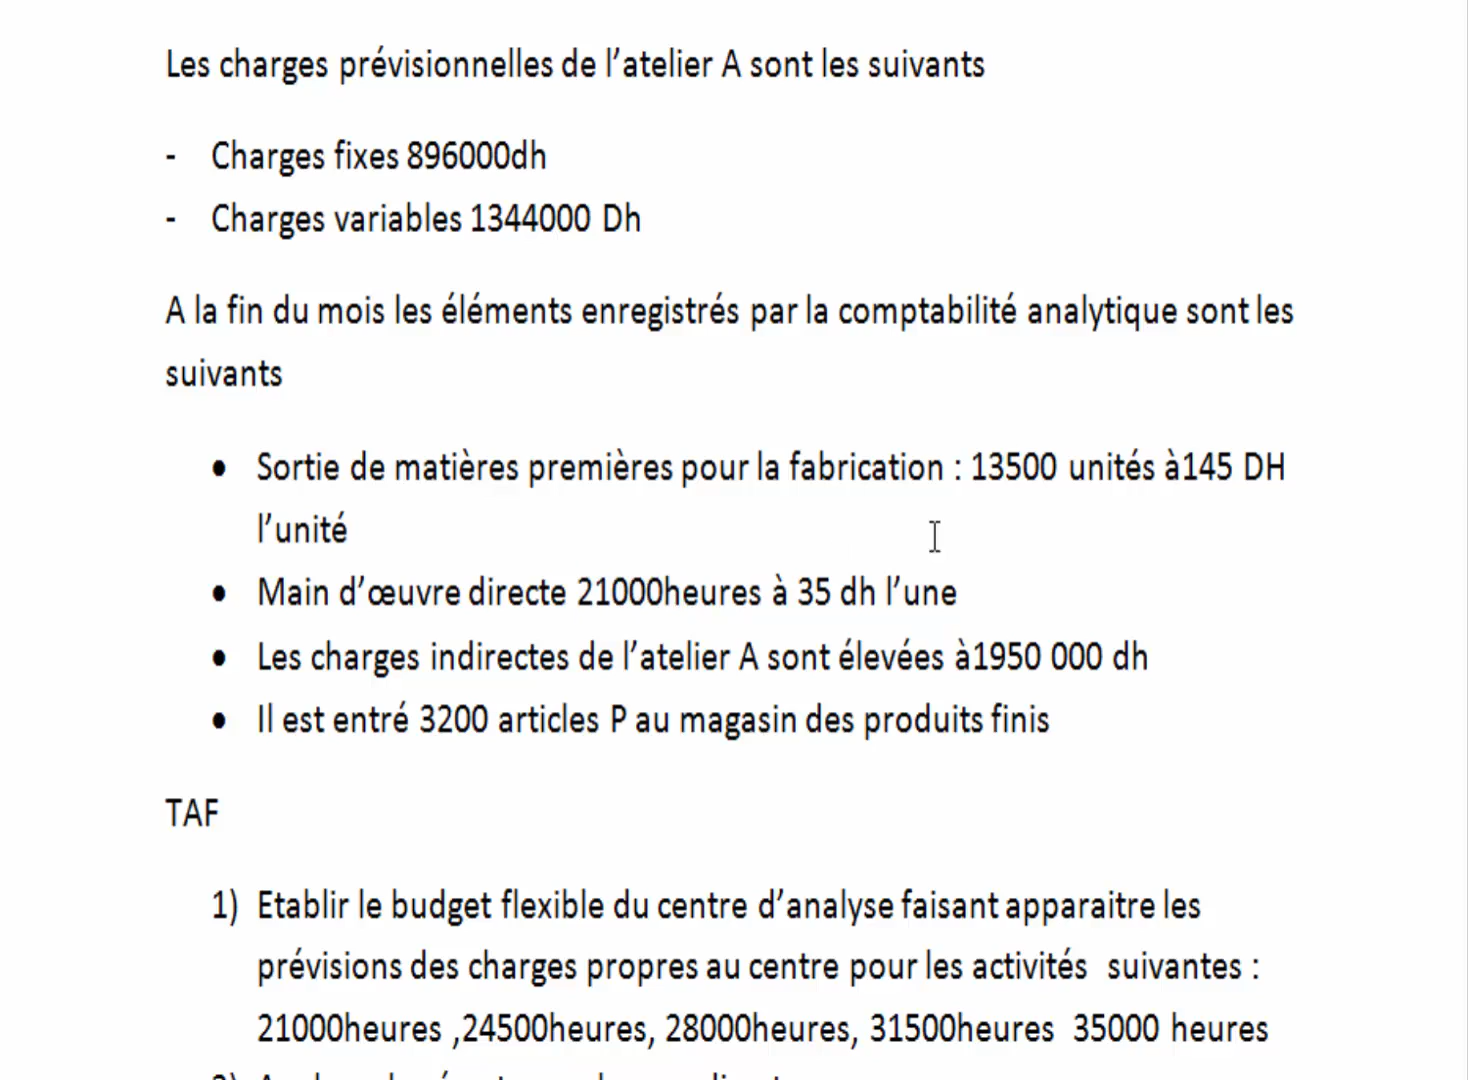 Les charges prévisionnelles de l’atelier A sont les suivants
- Charges fixes 896000dh
- Charges variables 1344000 Dh
A la fin du mois les éléments enregistrés par la comptabilité analytique sont les
suivants
• Sortie de matières premières pour la fabrication : 13500 unités à145 DH
l’unité
• Main d’œuvre directe 21000heures à 35 dh l’une
• Les charges indirectes de l’atelier A sont élevées à1950 000 dh
• Il est entré 3200 articles P au magasin des produits finis
TAF
1) Etablir le budget flexible du centre d’analyse faisant apparaitre les
prévisions des charges propres au centre pour les activités suivantes :
21000heures ,24500heures, 28000heures, 31500heures 35000 heures